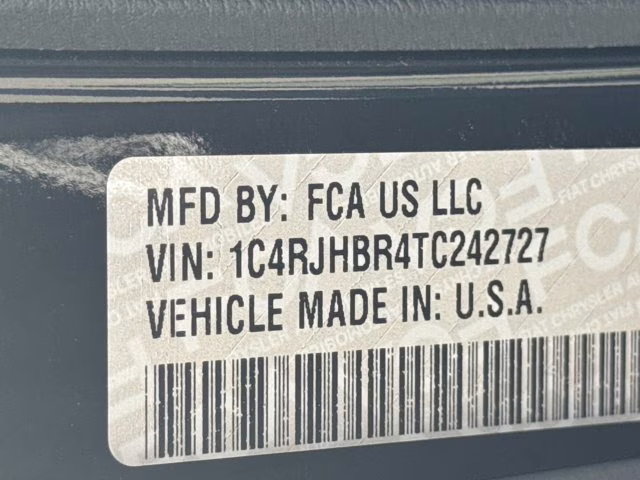 MFD BY: FCA US LLC
VIN: 1C4RJHBR4TC242727
VEHICLE MADE IN: U.S.A.